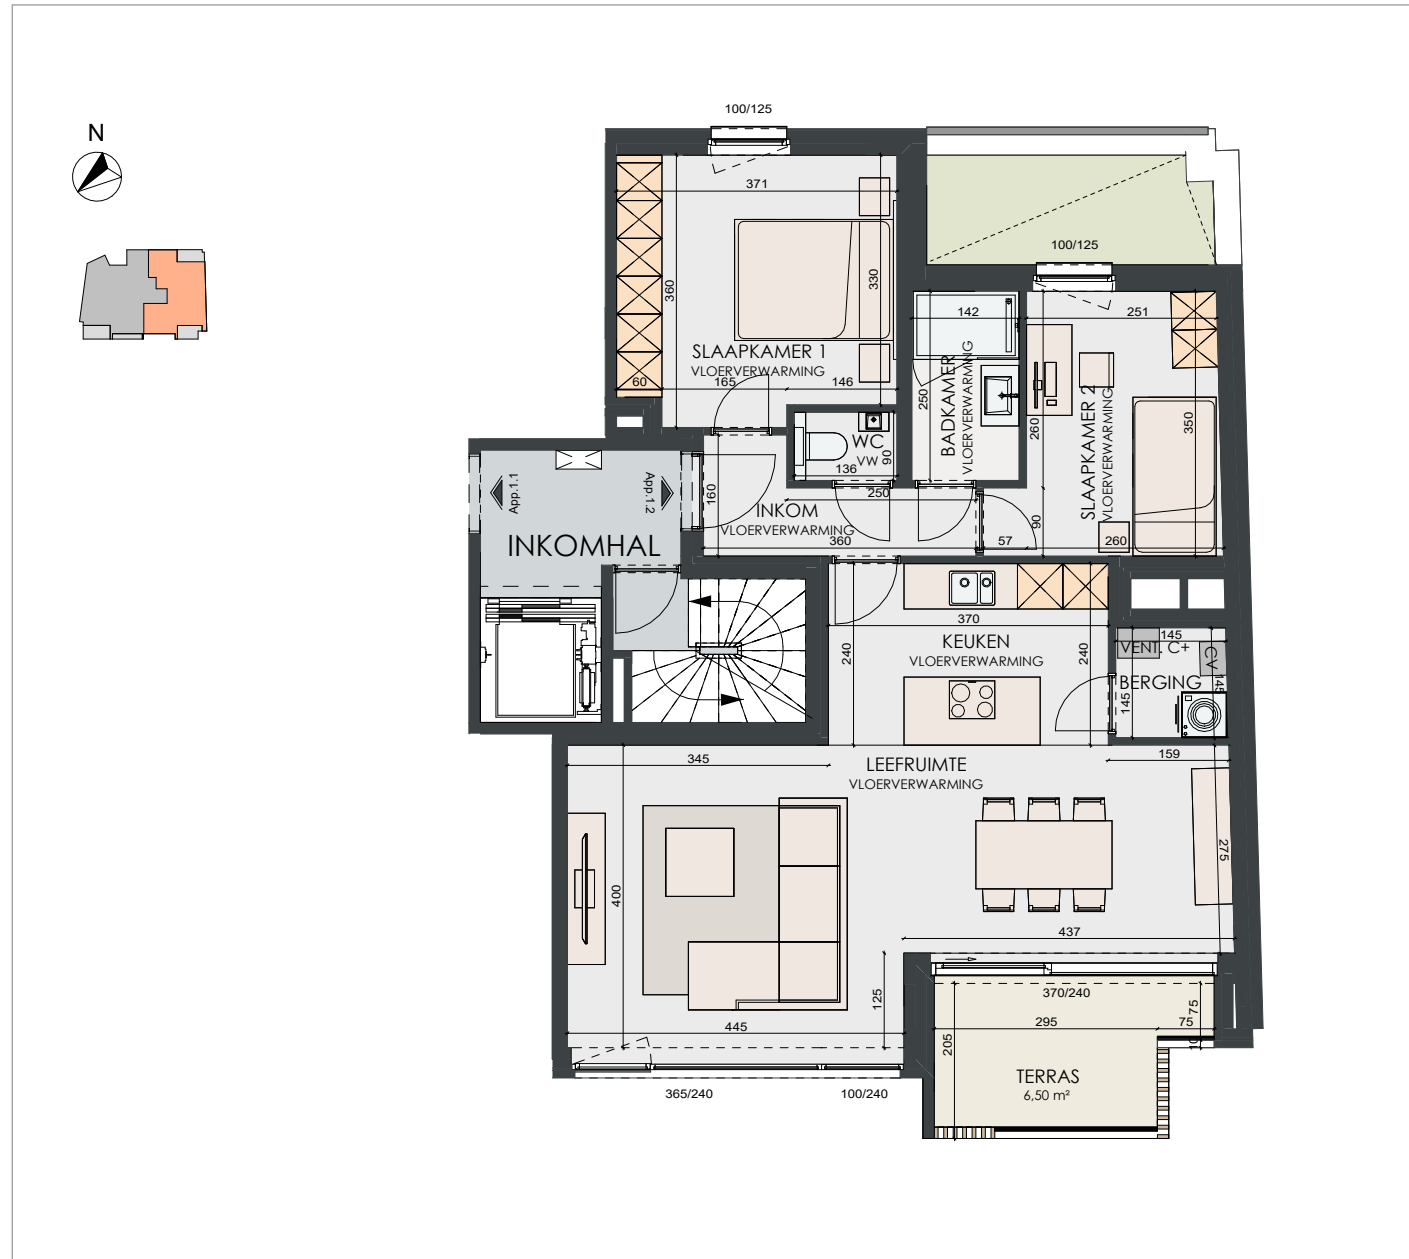 N
100/125
371
360
330
SLAAPKAMER 1
VLOERVERWARMING
60
165
146
100/125
142
251
BADKAMER
VLOERVERWARMING
250
260
SLAAPKAMER 2
VLOERVERWARMING
350
WC
VW
90
136
App.1.1
App.1.2
160
250
INKOM
VLOERVERWARMING
360
57
90
260
INKOMHAL
370
KEUKEN
VLOERVERWARMING
240
240
145
VENT. C+
CV
BERGING
145
145
345
LEEFRUIMTE
VLOERVERWARMING
159
275
400
437
125
445
370/240
75
295
75
10
205
TERRAS
6,50 m²
365/240
100/240